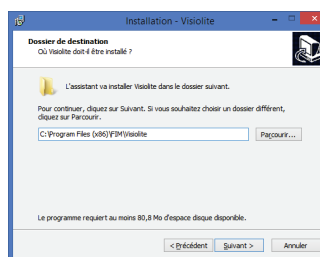 Installation - Visiolite
Dossier de destination
Où Visiolite doit-il être installé ?
L'assistant va installer Visiolite dans le dossier suivant.
Pour continuer, cliquez sur Suivant. Si vous souhaitez choisir un dossier différent,
cliquez sur Parcourir.
C:\Program Files (x86)\FIM\Visiolite
Parcourir...
Le programme requiert au moins 80,8 Mo d'espace disque disponible.
< Précédent Suivant > Annuler